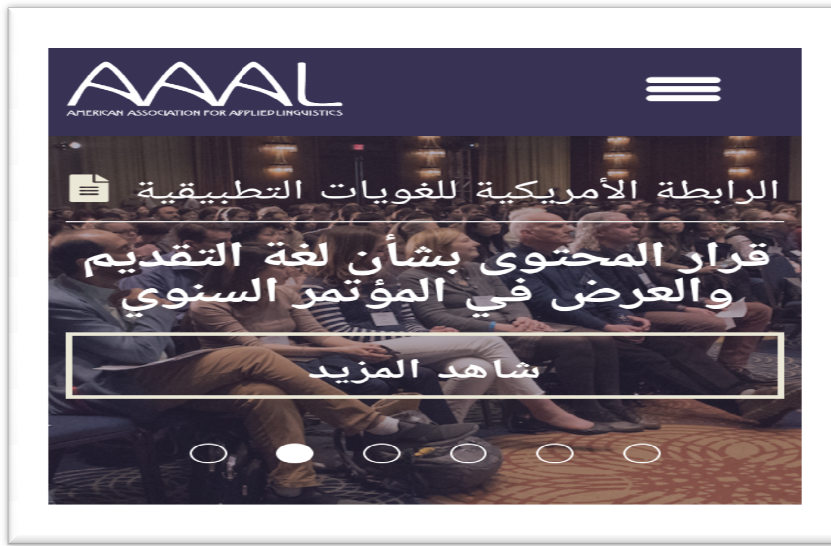 AAAL
AMERICAN ASSOCIATION FOR APPLIED LINGUISTICS
الرابطة الأمريكية للغويات التطبيقية
قرار المحتوى بشأن لغة التقديم
والعرض في المؤتمر السنوي
شاهد المزيد